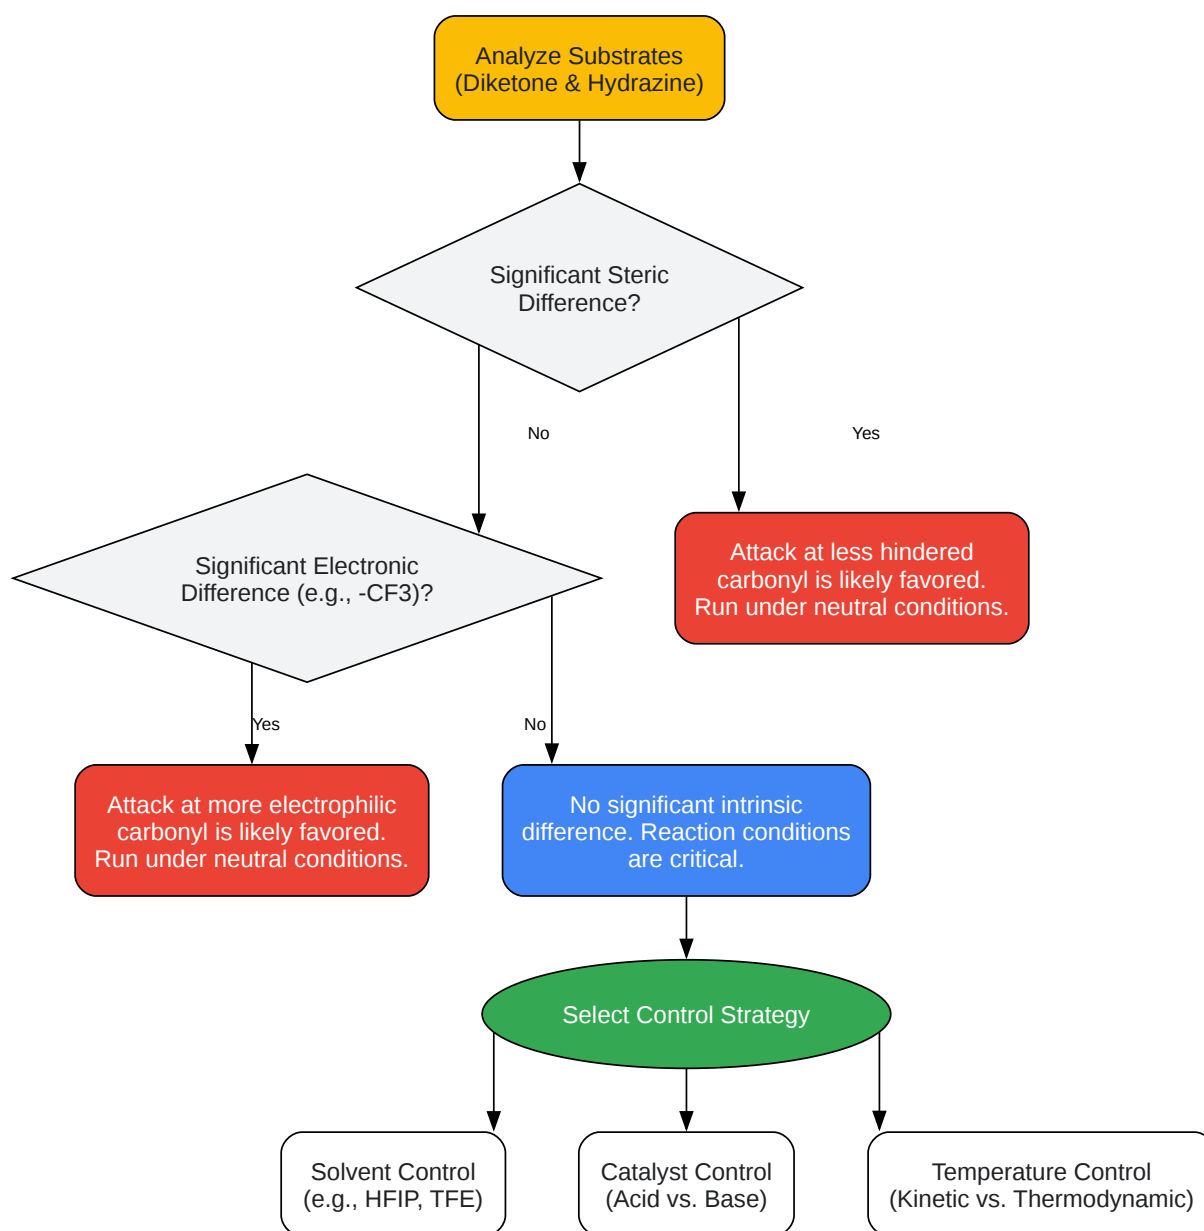 Analyze Substrates
(Diketone & Hydrazine)
Significant Steric
Difference?
No
Yes
Significant Electronic
Difference (e.g., -CF3)?
Attack at less hindered
carbonyl is likely favored.
Run under neutral conditions.
Yes
No
Attack at more electrophilic
carbonyl is likely favored.
Run under neutral conditions.
No significant intrinsic
difference. Reaction conditions
are critical.
Select Control Strategy
Solvent Control
(e.g., HFIP, TFE)
Catalyst Control
(Acid vs. Base)
Temperature Control
(Kinetic vs. Thermodynamic)